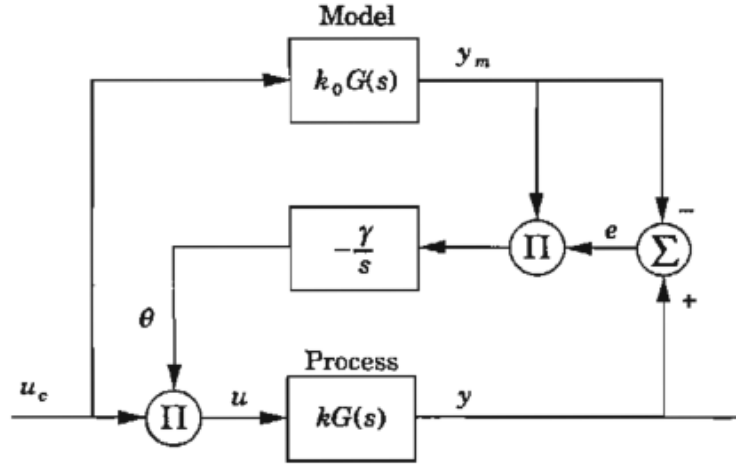 Model
k₀G(s)
y_m
−
−γ/s
Π
e
Σ
+
θ
Process
u_c
Π
u
kG(s)
y